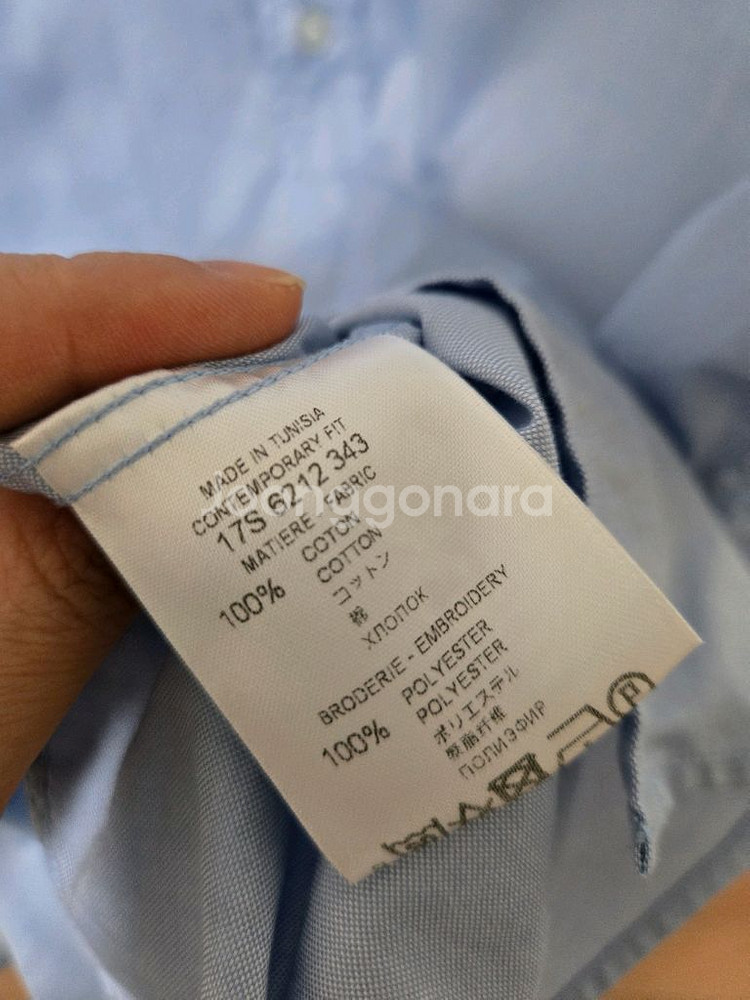 MADE IN TUNISIA
CONTEMPORARY FIT
17S 6212 343
MATIERE - FABRIC
100% COTON
COTTON
コットン
棉
ХЛОПОК
BRODERIE - EMBROIDERY
100% POLYESTER
POLYESTER
ポリエステル
聚酯纤维
ПОЛИЭФИР
Joonggonara